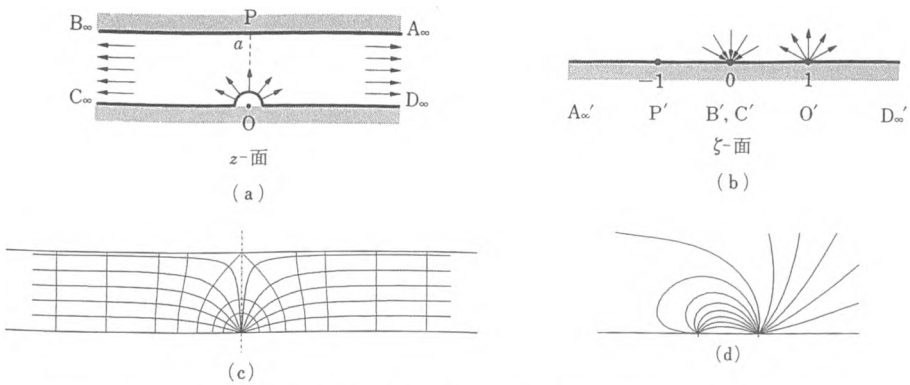 B∞ P A∞
a
C∞ O D∞
z-面
(a)
−1 0 1
A∞′ P′ B′, C′ O′ D∞′
ζ-面
(b)
(c)
(d)